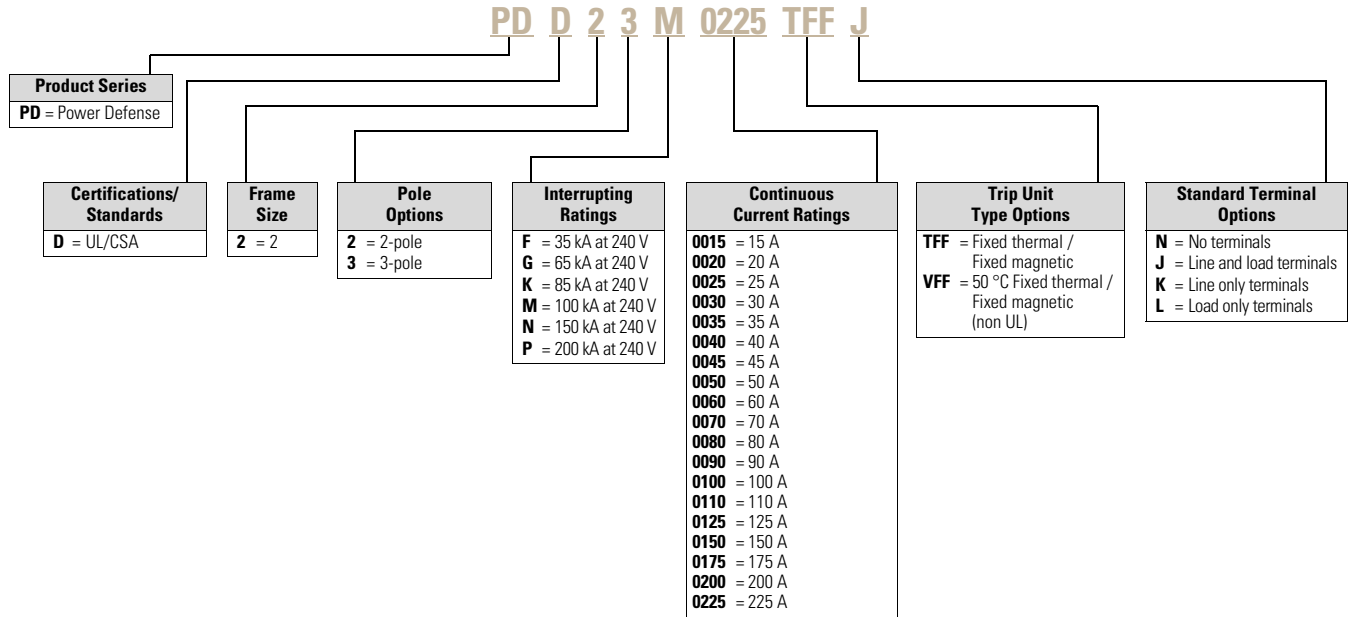 PD D 2 3 M 0225 TFF J
Product Series
PD = Power Defense
Certifications/
Standards
D = UL/CSA
Frame
Size
2 = 2
Pole
Options
2 = 2-pole
3 = 3-pole
Interrupting
Ratings
F = 35 kA at 240 V
G = 65 kA at 240 V
K = 85 kA at 240 V
M = 100 kA at 240 V
N = 150 kA at 240 V
P = 200 kA at 240 V
Continuous
Current Ratings
0015 = 15 A
0020 = 20 A
0025 = 25 A
0030 = 30 A
0035 = 35 A
0040 = 40 A
0045 = 45 A
0050 = 50 A
0060 = 60 A
0070 = 70 A
0080 = 80 A
0090 = 90 A
0100 = 100 A
0110 = 110 A
0125 = 125 A
0150 = 150 A
0175 = 175 A
0200 = 200 A
0225 = 225 A
Trip Unit
Type Options
TFF = Fixed thermal /
Fixed magnetic
VFF = 50 °C Fixed thermal /
Fixed magnetic
(non UL)
Standard Terminal
Options
N = No terminals
J = Line and load terminals
K = Line only terminals
L = Load only terminals